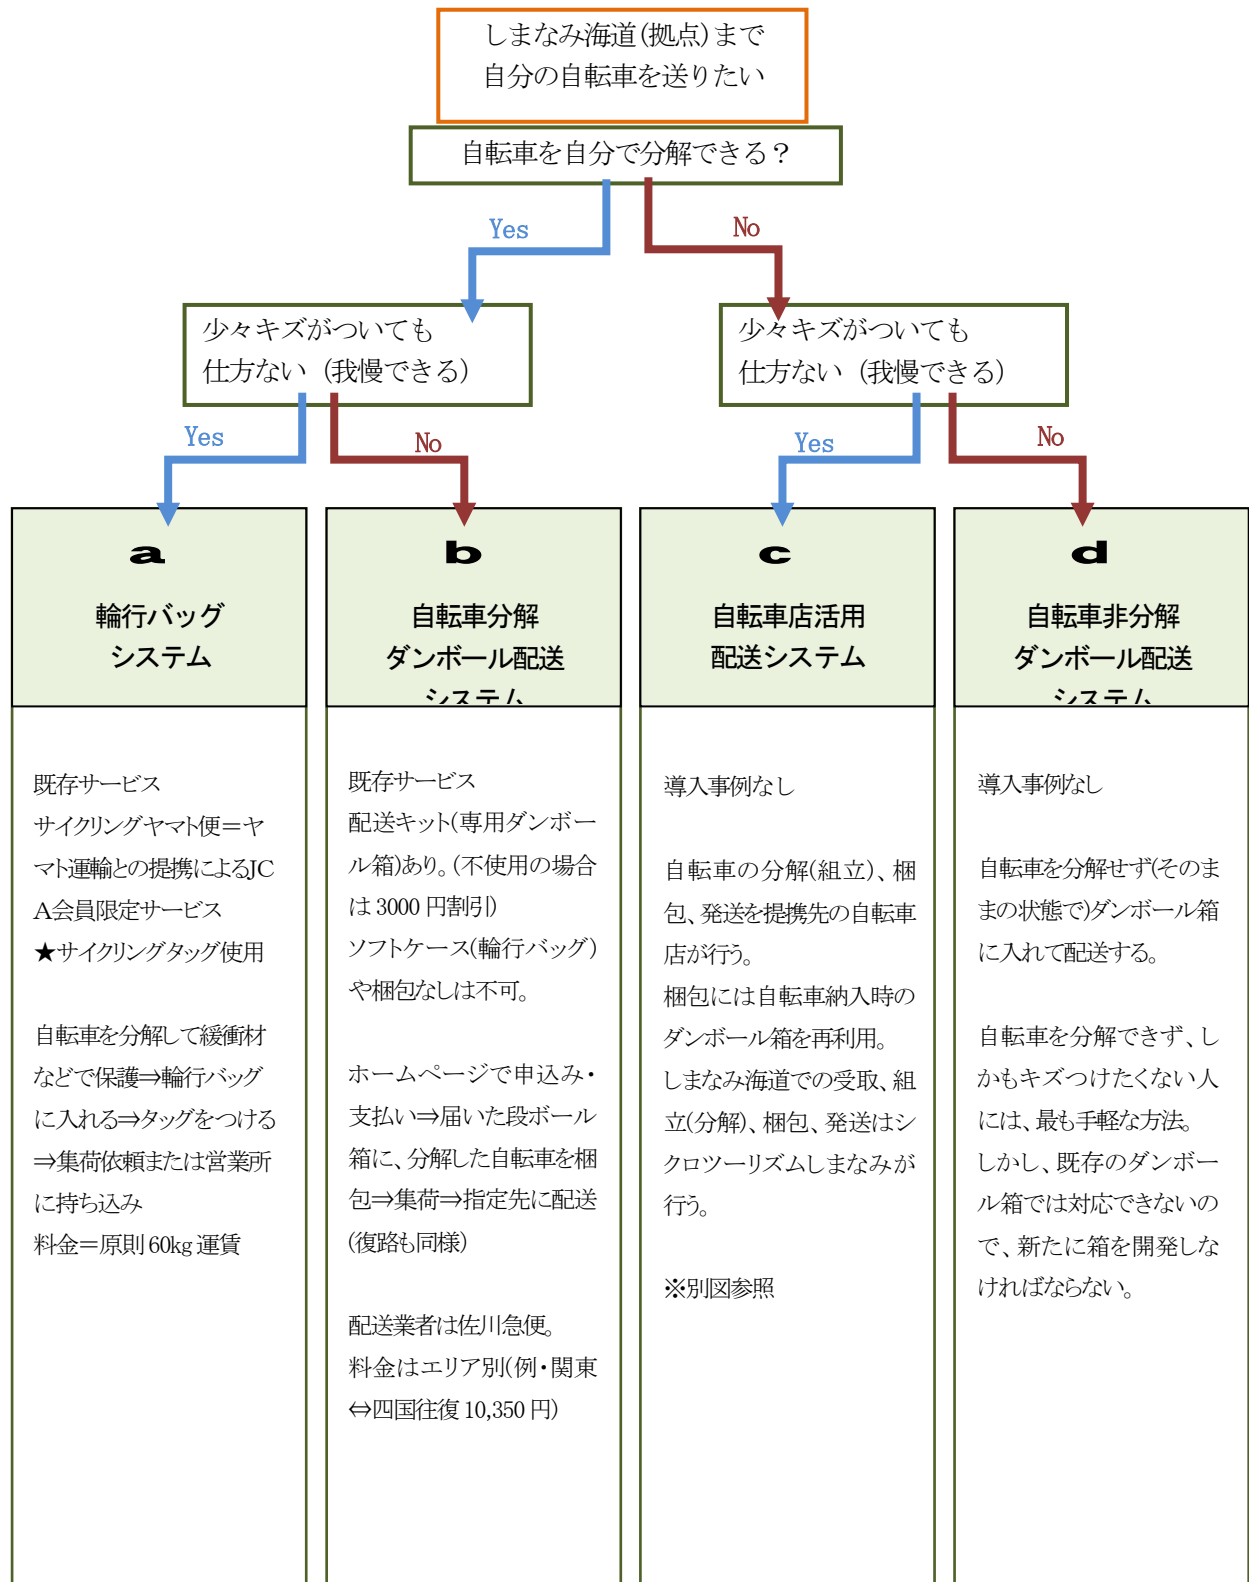 しまなみ海道(拠点)まで
自分の自転車を送りたい
自転車を自分で分解できる？
Yes
No
少々キズがついても
仕方ない（我慢できる）
少々キズがついても
仕方ない（我慢できる）
Yes
No
Yes
No
a
輪行バッグ
システム
既存サービス
サイクリングヤマト便＝ヤ
マト運輸との提携によるJC
A会員限定サービス
★サイクリングタッグ使用
自転車を分解して緩衝材
などで保護⇒輪行バッグ
に入れる⇒タッグをつける
⇒集荷依頼または営業所
に持ち込み
料金＝原則60kg運賃
b
自転車分解
ダンボール配送
システム
既存サービス
配送キット(専用ダンボー
ル箱)あり。(不使用の場合
は3000円割引)
ソフトケース(輪行バッグ)
や梱包なしは不可。
ホームページで申込み・
支払い⇒届いた段ボール
箱に、分解した自転車を梱
包⇒集荷⇒指定先に配送
(復路も同様)
配送業者は佐川急便。
料金はエリア別(例・関東
⇔四国往復10,350円)
c
自転車店活用
配送システム
導入事例なし
自転車の分解(組立)、梱
包、発送を提携先の自転車
店が行う。
梱包には自転車納入時の
ダンボール箱を再利用。
しまなみ海道での受取、組
立(分解)、梱包、発送はシ
クロツーリズムしまなみが
行う。
※別図参照
d
自転車非分解
ダンボール配送
システム
導入事例なし
自転車を分解せず(そのま
まの状態で)ダンボール箱
に入れて配送する。
自転車を分解できず、し
かもキズつけたくない人
には、最も手軽な方法。
しかし、既存のダンボー
ル箱では対応できないの
で、新たに箱を開発しな
ければならない。